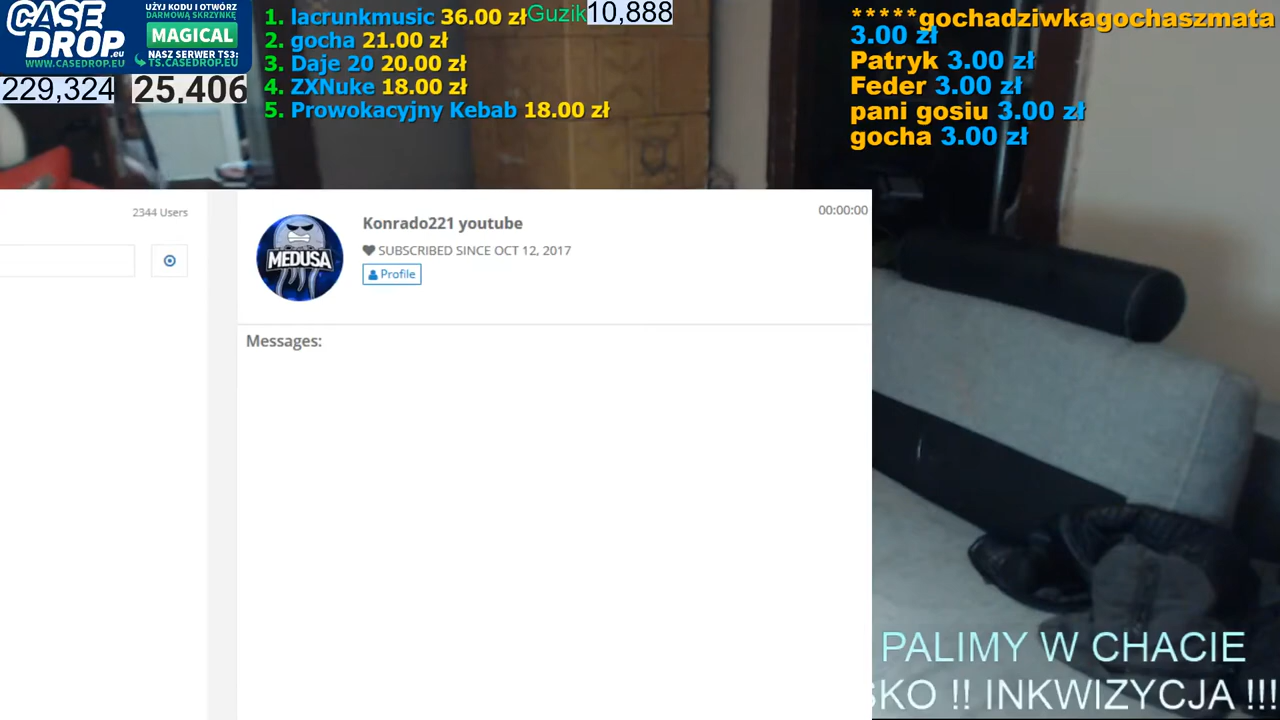 CASE DROP.eu
WWW.CASEDROP.EU
UŻYJ KODU I OTWÓRZ
DARMOWĄ SKRZYNKĘ
MAGICAL
NASZ SERWER TS3:
TS.CASEDROP.EU
229,324 25,406
1. lacrunkmusic 36.00 zł
2. gocha 21.00 zł
3. Daje 20 20.00 zł
4. ZXNuke 18.00 zł
5. Prowokacyjny Kebab 18.00 zł
Guzik 10,888
*****gochadziwkagochaszmata
3.00 zł
Patryk 3.00 zł
Feder 3.00 zł
pani gosiu 3.00 zł
gocha 3.00 zł
2344 Users
MEDUSA
Konrado221 youtube
SUBSCRIBED SINCE OCT 12, 2017
Profile
00:00:00
Messages:
PALIMY W CHACIE
SKO !! INKWIZYCJA !!!